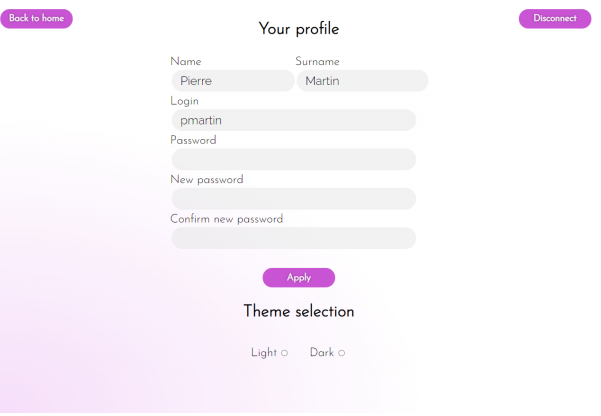 Back to home
Disconnect
Your profile
Name Surname
Pierre Martin
Login
pmartin
Password
New password
Confirm new password
Apply
Theme selection
Light Dark